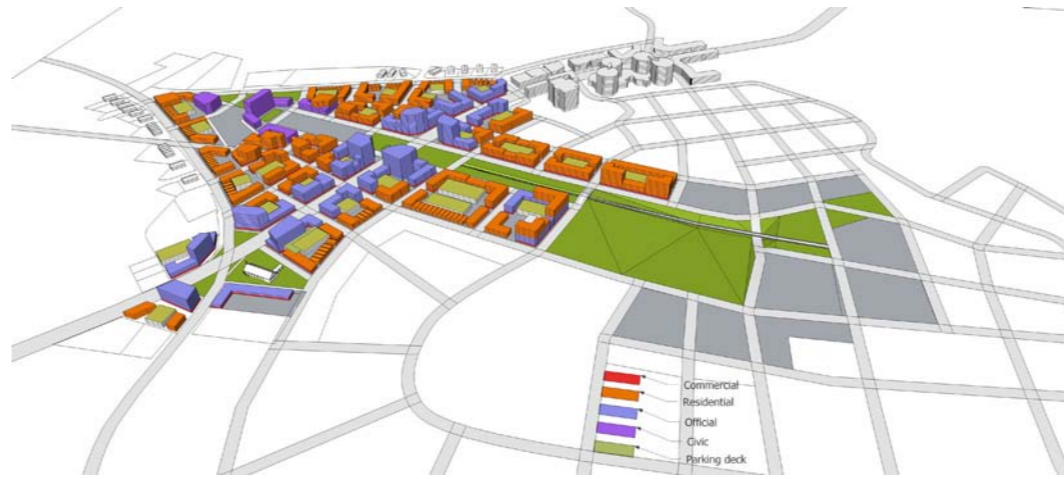 Commercial
Residential
Official
Civic
Parking deck